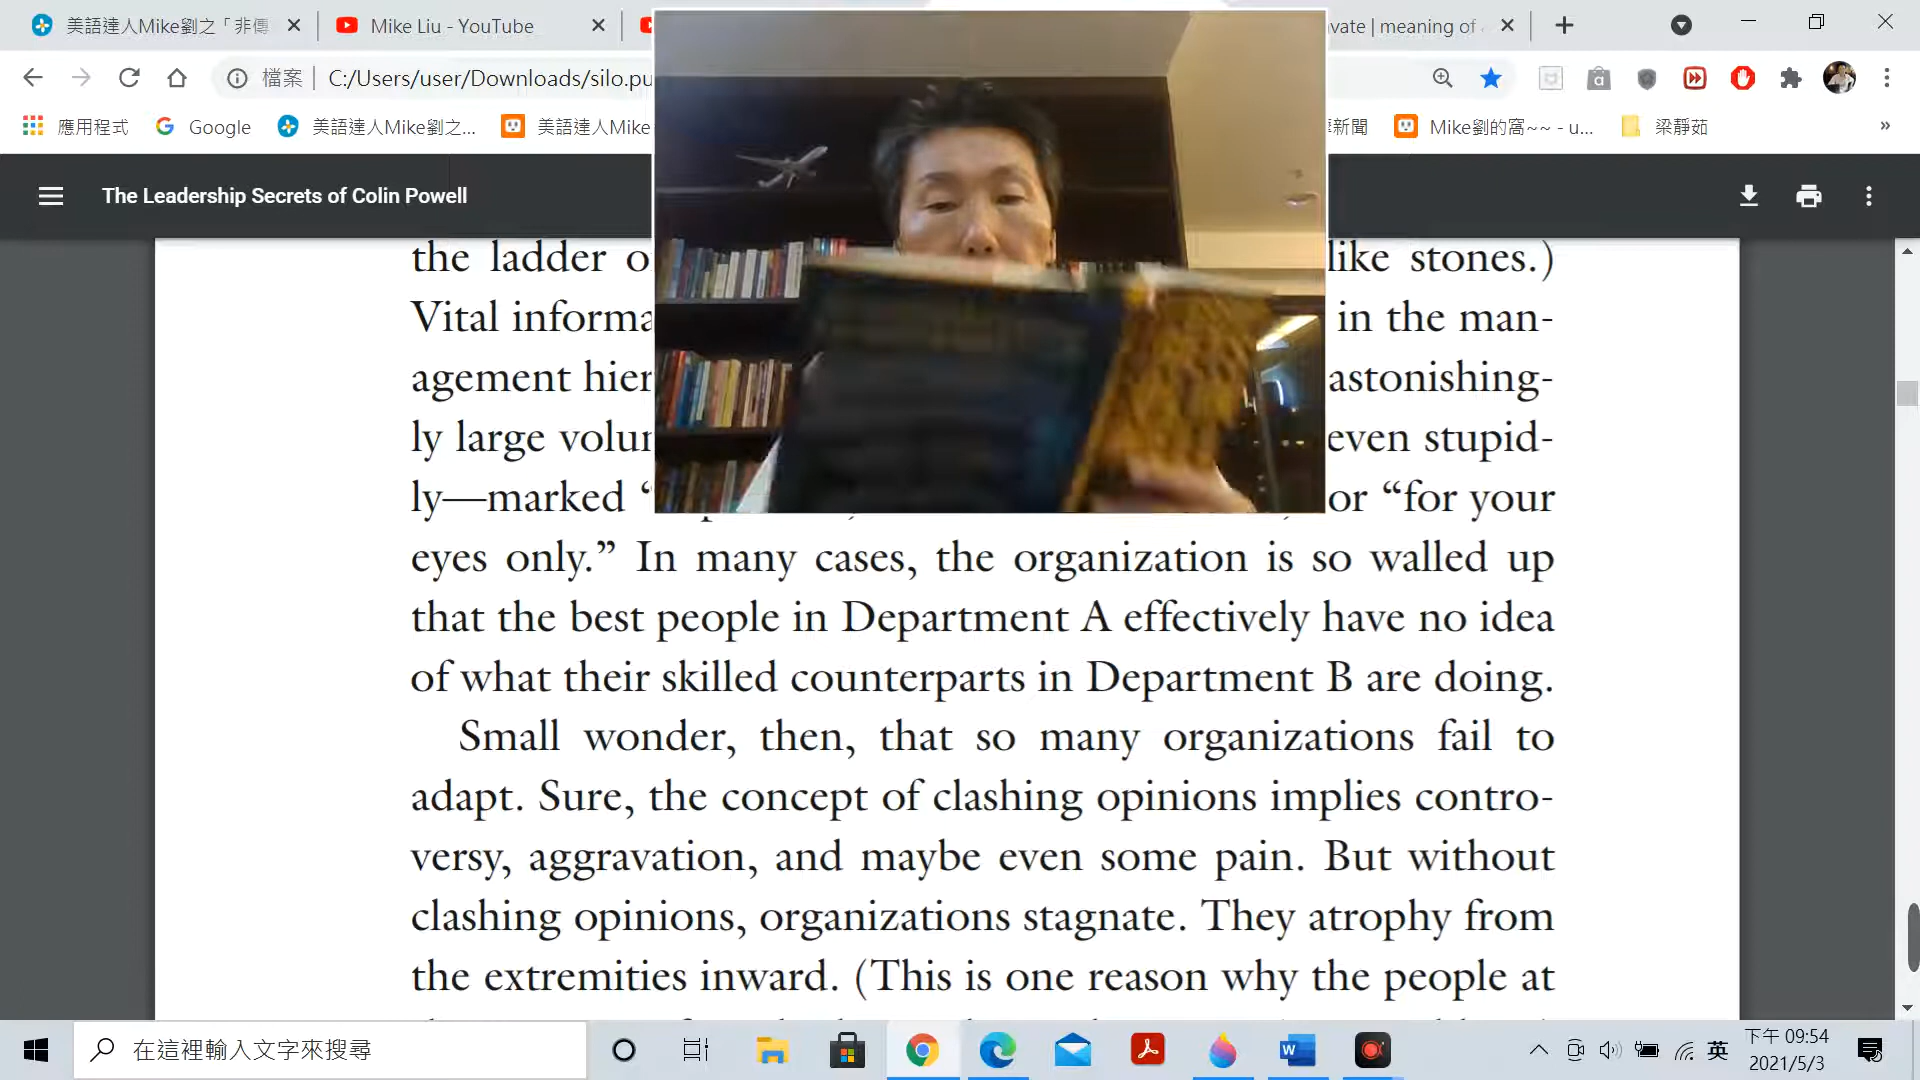 美語達人Mike劉之「非傳
Mike Liu - YouTube
vate | meaning of
檔案
C:/Users/user/Downloads/silo.pu
應用程式
Google
美語達人Mike劉之...
美語達人Mike
新聞
Mike劉的窩~~ - u...
梁靜茹
The Leadership Secrets of Colin Powell
the ladder o like stones.)
Vital informa in the man-
agement hier astonishing-
ly large volu even stupid-
ly—marked “ or “for your
eyes only.” In many cases, the organization is so walled up
that the best people in Department A effectively have no idea
of what their skilled counterparts in Department B are doing.
Small wonder, then, that so many organizations fail to
adapt. Sure, the concept of clashing opinions implies contro-
versy, aggravation, and maybe even some pain. But without
clashing opinions, organizations stagnate. They atrophy from
the extremities inward. (This is one reason why the people at
在這裡輸入文字來搜尋
英
下午 09:54
2021/5/3